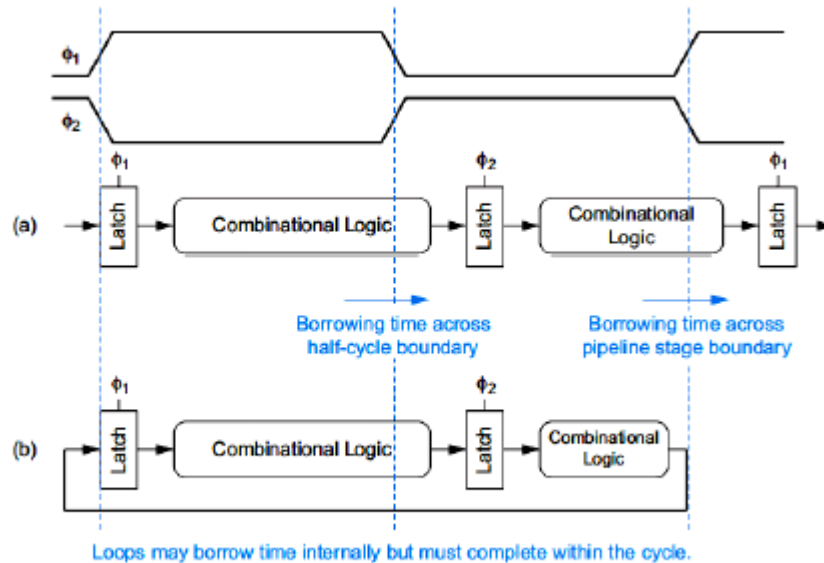 ϕ1
ϕ2
ϕ1
ϕ2
ϕ1
(a)
Latch
Combinational Logic
Latch
Combinational
Logic
Latch
Borrowing time across
half-cycle boundary
Borrowing time across
pipeline stage boundary
ϕ1
ϕ2
(b)
Latch
Combinational Logic
Latch
Combinational
Logic
Loops may borrow time internally but must complete within the cycle.